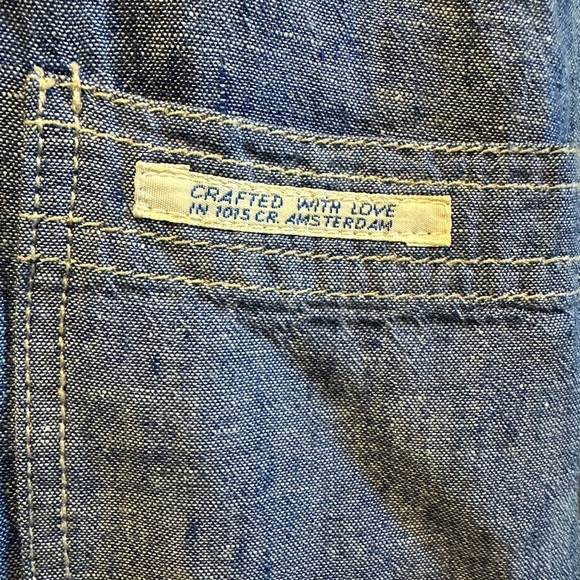 CRAFTED WITH LOVE
IN 1015 CR. AMSTERDAM